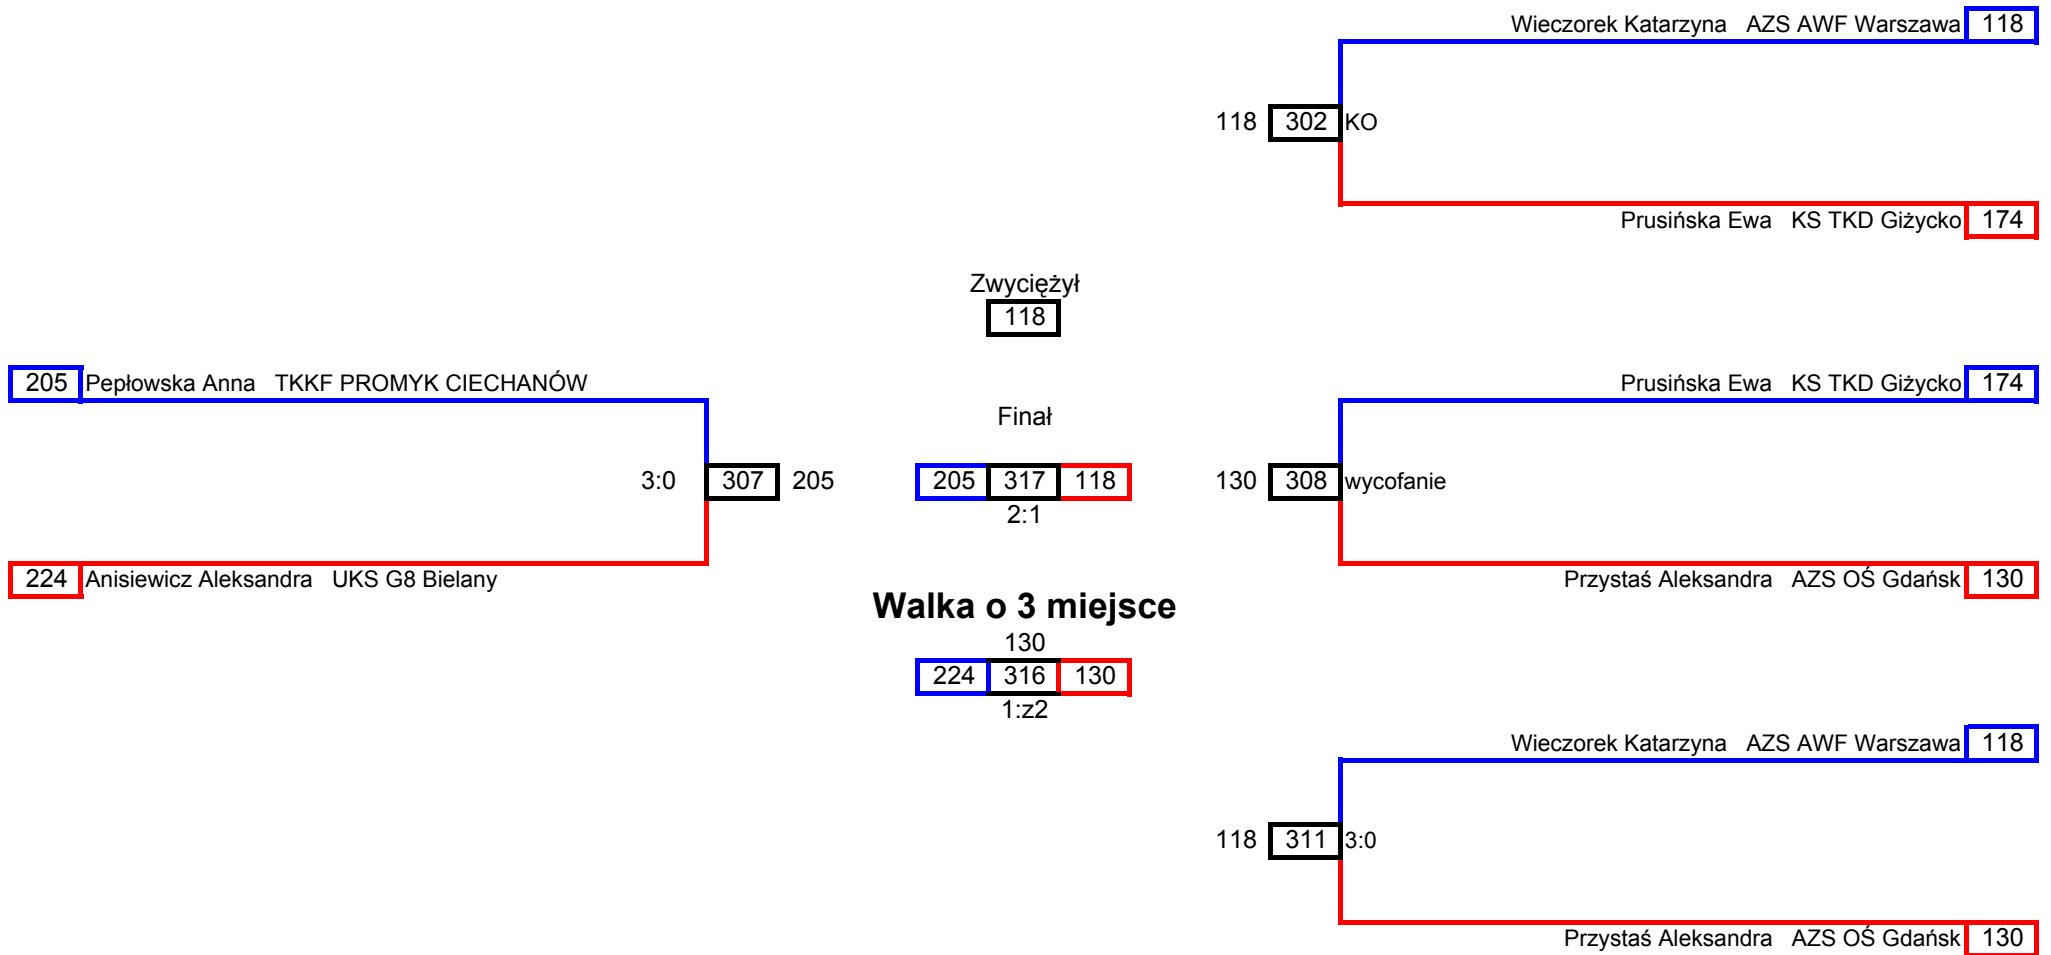 Wieczorek Katarzyna AZS AWF Warszawa 118
118 302 KO
Prusińska Ewa KS TKD Giżycko 174
Zwyciężył
118
205 Pepłowska Anna TKKF PROMYK CIECHANÓW
Prusińska Ewa KS TKD Giżycko 174
Finał
3:0 307 205
205 317 118
130 308 wycofanie
2:1
224 Anisiewicz Aleksandra UKS G8 Bielany
Przystaś Aleksandra AZS OŚ Gdańsk 130
Walka o 3 miejsce
130
224 316 130
1:z2
Wieczorek Katarzyna AZS AWF Warszawa 118
118 311 3:0
Przystaś Aleksandra AZS OŚ Gdańsk 130